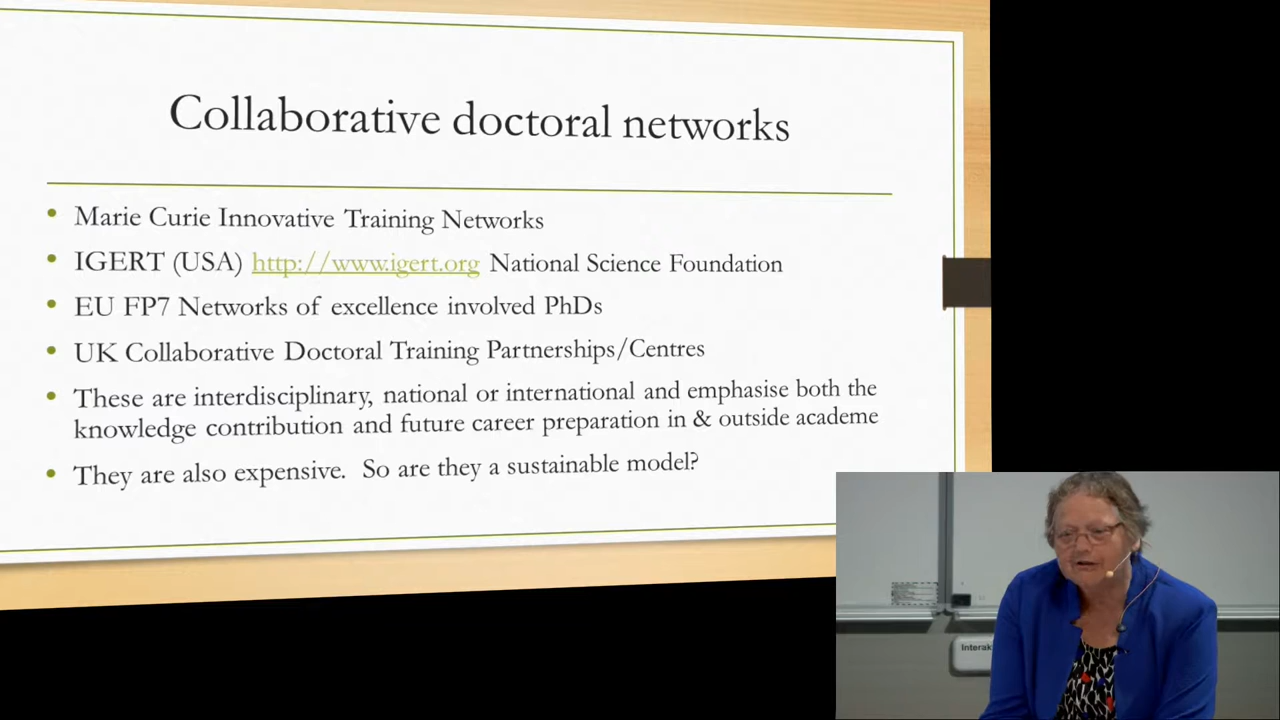 Collaborative doctoral networks
• Marie Curie Innovative Training Networks
• IGERT (USA) http://www.igert.org National Science Foundation
• EU FP7 Networks of excellence involved PhDs
• UK Collaborative Doctoral Training Partnerships/Centres
• These are interdisciplinary, national or international and emphasise both the
knowledge contribution and future career preparation in & outside academe
• They are also expensive. So are they a sustainable model?
Interak